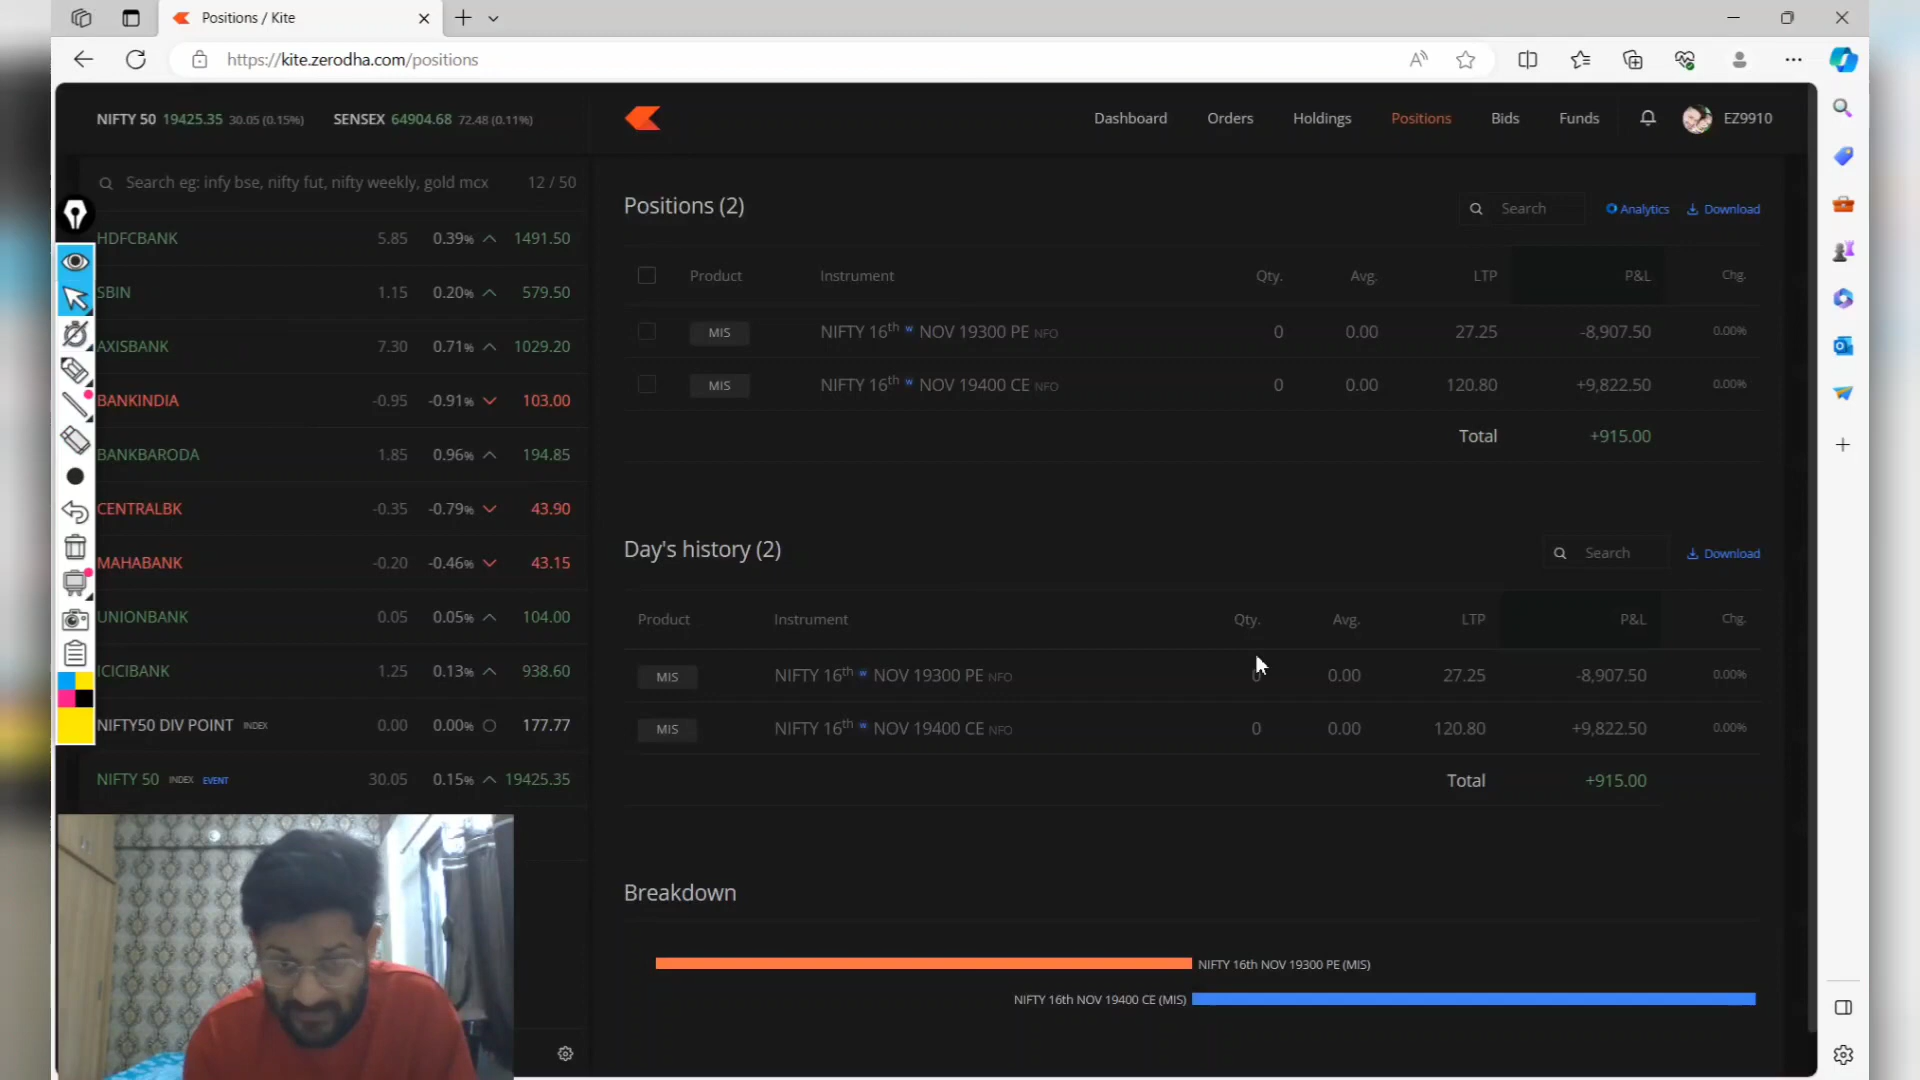 Positions / Kite
https://kite.zerodha.com/positions
NIFTY 50 19425.35 30.05 (0.15%) SENSEX 64904.68 72.48 (0.11%)
Dashboard Orders Holdings Positions Bids Funds EZ9910
Search eg: infy bse, nifty fut, nifty weekly, gold mcx 12 / 50
HDFCBANK 5.85 0.39% 1491.50
SBIN 1.15 0.20% 579.50
AXISBANK 7.30 0.71% 1029.20
BANKINDIA -0.95 -0.91% 103.00
BANKBARODA 1.85 0.96% 194.85
CENTRALBK -0.35 -0.79% 43.90
MAHABANK -0.20 -0.46% 43.15
UNIONBANK 0.05 0.05% 104.00
ICICIBANK 1.25 0.13% 938.60
NIFTY50 DIV POINT INDEX 0.00 0.00% 177.77
NIFTY 50 INDEX EVENT 30.05 0.15% 19425.35
Positions (2) Search Analytics Download
Product Instrument Qty. Avg. LTP P&L Chg.
MIS NIFTY 16th w NOV 19300 PE NFO 0 0.00 27.25 -8,907.50 0.00%
MIS NIFTY 16th w NOV 19400 CE NFO 0 0.00 120.80 +9,822.50 0.00%
Total +915.00
Day's history (2) Search Download
Product Instrument Qty. Avg. LTP P&L Chg.
MIS NIFTY 16th w NOV 19300 PE NFO 0 0.00 27.25 -8,907.50 0.00%
MIS NIFTY 16th w NOV 19400 CE NFO 0 0.00 120.80 +9,822.50 0.00%
Total +915.00
Breakdown
NIFTY 16th NOV 19300 PE (MIS)
NIFTY 16th NOV 19400 CE (MIS)